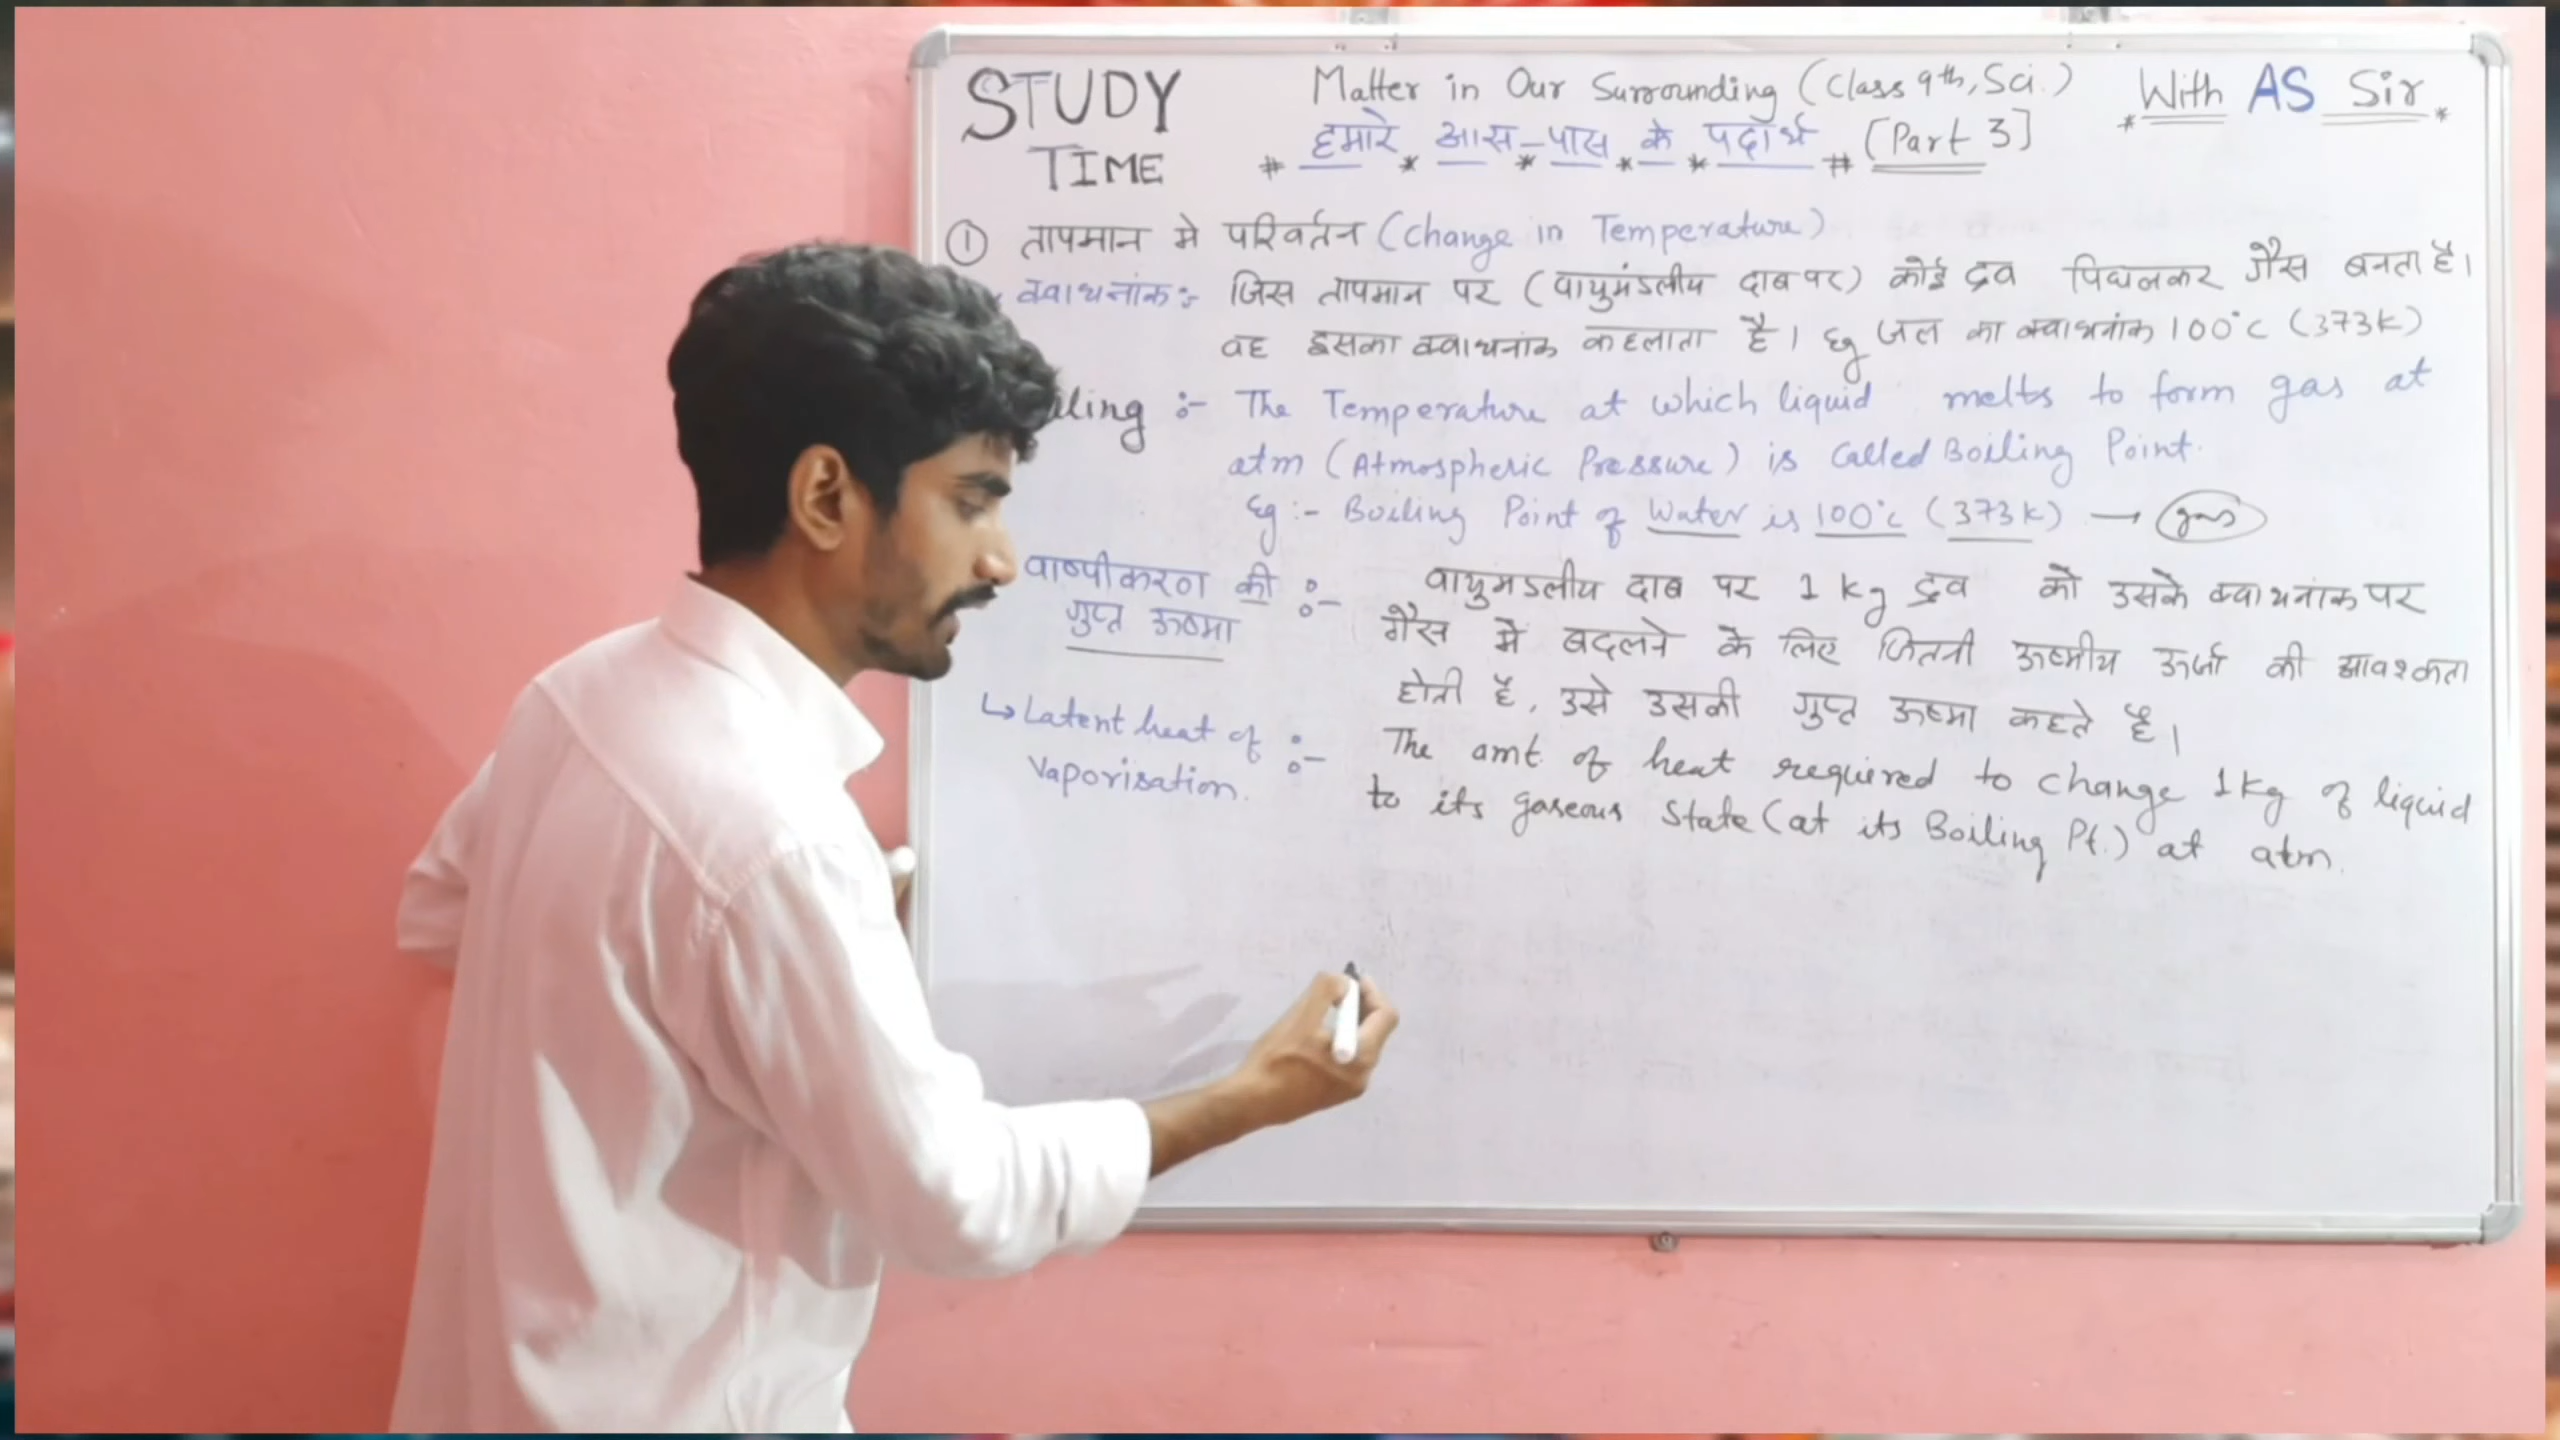 STUDY
TIME
Matter in Our Surrounding (Class 9th, Sci.)
# हमारे * आस-पास * के * पदार्थ # [Part 3]
* With AS Sir *
① तापमान मे परिवर्तन (Change in Temperature)
क्वाथनांक :- जिस तापमान पर (वायुमंडलीय दाब पर) कोई द्रव पिघलकर गैस बनता है।
वह इसका क्वाथनांक कहलाता है। Eg जल का क्वाथनांक 100°C (373K)
iling :- The Temperature at which liquid melts to form gas at
atm (Atmospheric Pressure) is Called Boiling Point.
Eg :- Boiling Point of Water is 100°C (373K) → gas
वाष्पीकरण की :- वायुमंडलीय दाब पर 1 kg द्रव को उसके क्वाथनांक पर
गुप्त ऊष्मा गैस में बदलने के लिए जितनी ऊष्मीय ऊर्जा की आवश्कता
होती है, उसे उसकी गुप्त ऊष्मा कहते है।
↳ Latent heat of :- The amt. of heat required to change 1kg of liquid
Vaporisation. to its gaseous State (at its Boiling Pt.) at atm.